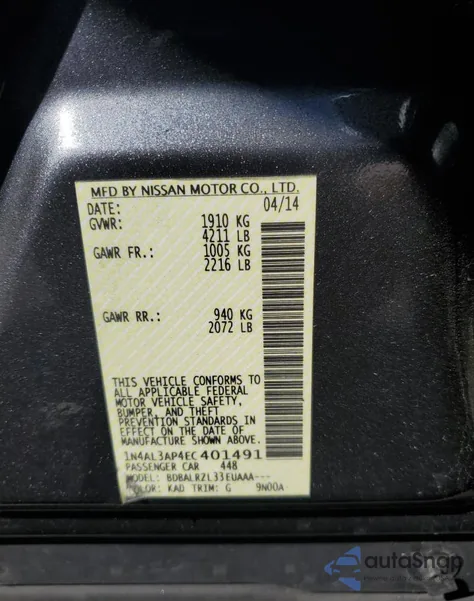 MFD BY NISSAN MOTOR CO., LTD.
DATE: 04/14
GVWR: 1910 KG
4211 LB
GAWR FR.: 1005 KG
2216 LB
GAWR RR.: 940 KG
2072 LB
THIS VEHICLE CONFORMS TO
ALL APPLICABLE FEDERAL
MOTOR VEHICLE SAFETY,
BUMPER, AND THEFT
PREVENTION STANDARDS IN
EFFECT ON THE DATE OF
MANUFACTURE SHOWN ABOVE.
1N4AL3AP4EC401491
PASSENGER CAR 448
MODEL: BDBALRZL33EUAAA---
COLOR: KAD TRIM: G 9N00A
autoSnap